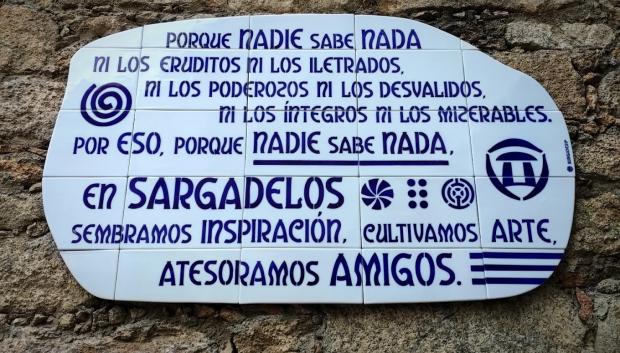 PORQUE NADIE SABE NADA
NI LOS ERUDITOS NI LOS ILETRADOS,
NI LOS PODEROSOS NI LOS DESVALIDOS,
NI LOS ÍNTEGROS NI LOS MIZERABLES.
POR ESO, PORQUE NADIE SABE NADA,
EN SARGADELOS
SEMBRAMOS INSPIRACIÓN, CULTIVAMOS ARTE,
ATESORAMOS AMIGOS.